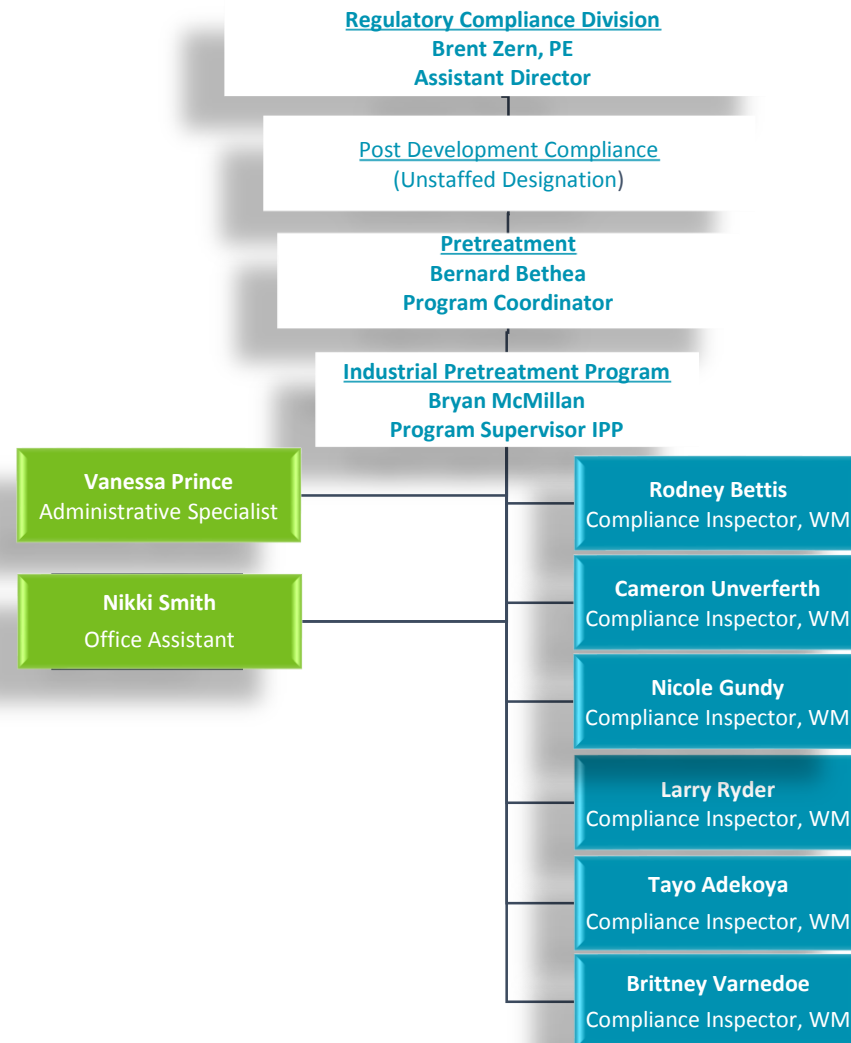 Regulatory Compliance Division
Brent Zern, PE
Assistant Director
Post Development Compliance
(Unstaffed Designation)
Pretreatment
Bernard Bethea
Program Coordinator
Industrial Pretreatment Program
Bryan McMillan
Program Supervisor IPP
Vanessa Prince
Administrative Specialist
Nikki Smith
Office Assistant
Rodney Bettis
Compliance Inspector, WM
Cameron Unverferth
Compliance Inspector, WM
Nicole Gundy
Compliance Inspector, WM
Larry Ryder
Compliance Inspector, WM
Tayo Adekoya
Compliance Inspector, WM
Brittney Varnedoe
Compliance Inspector, WM